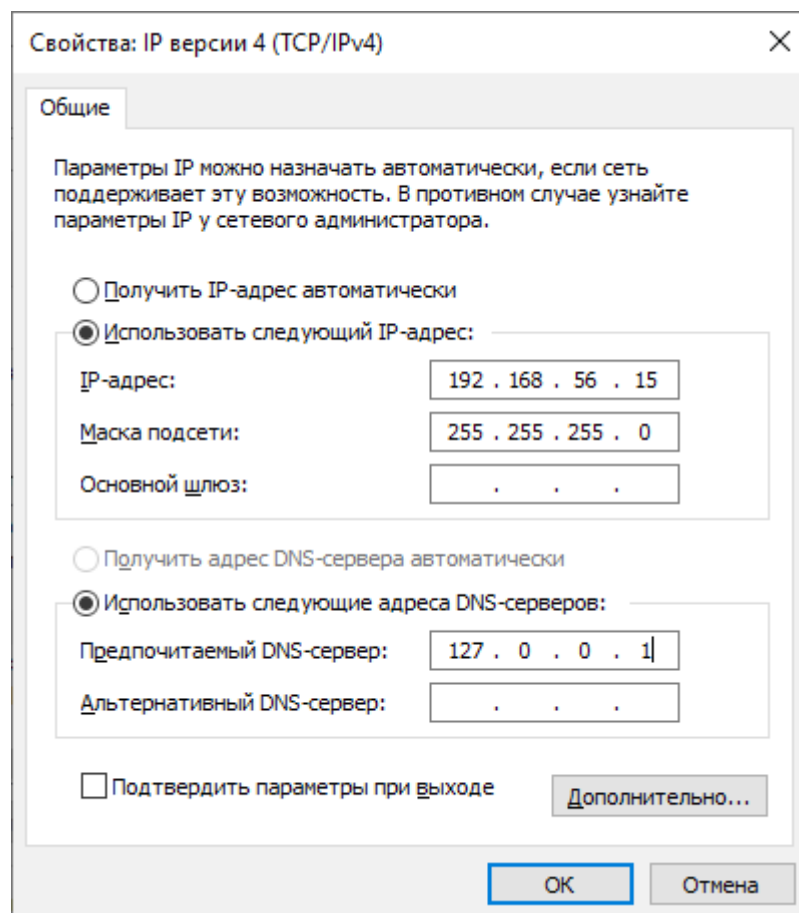 Свойства: IP версии 4 (TCP/IPv4)
Общие
Параметры IP можно назначать автоматически, если сеть
поддерживает эту возможность. В противном случае узнайте
параметры IP у сетевого администратора.
Получить IP-адрес автоматически
Использовать следующий IP-адрес:
IP-адрес: 192 . 168 . 56 . 15
Маска подсети: 255 . 255 . 255 . 0
Основной шлюз: . . .
Получить адрес DNS-сервера автоматически
Использовать следующие адреса DNS-серверов:
Предпочитаемый DNS-сервер: 127 . 0 . 0 . 1
Альтернативный DNS-сервер: . . .
Подтвердить параметры при выходе
Дополнительно...
ОК Отмена